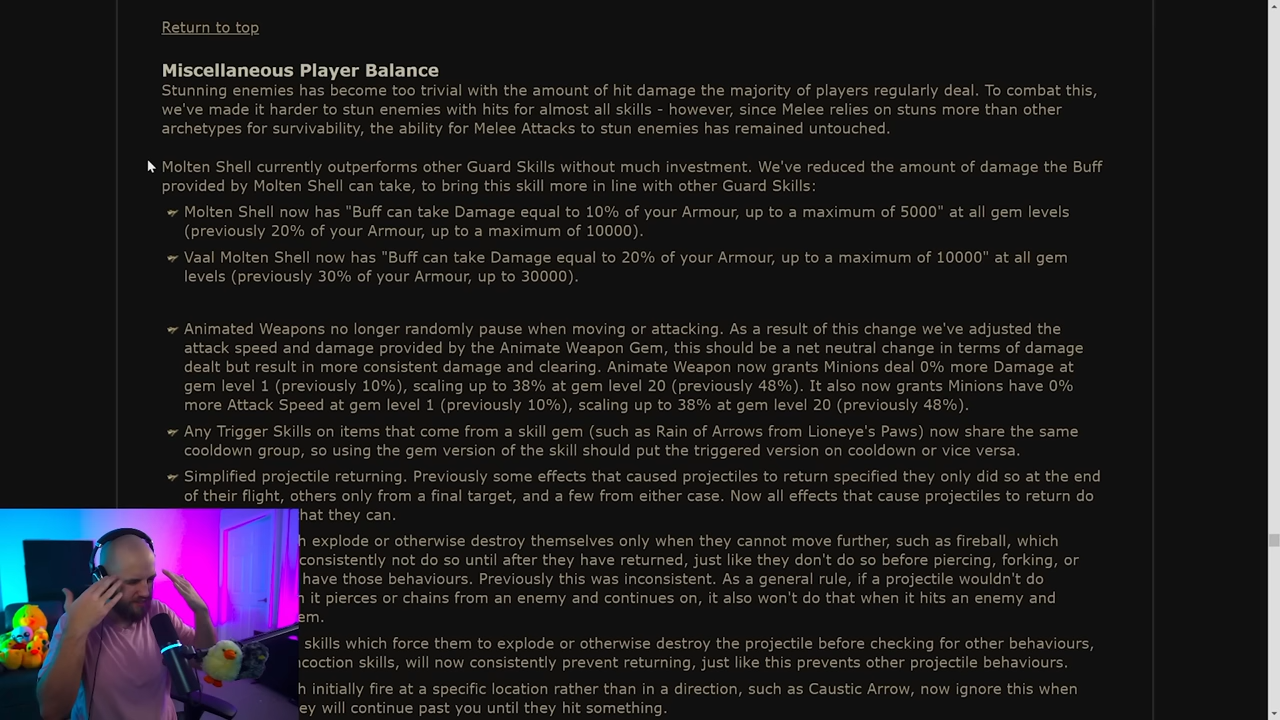 Return to top
Miscellaneous Player Balance
Stunning enemies has become too trivial with the amount of hit damage the majority of players regularly deal. To combat this,
we've made it harder to stun enemies with hits for almost all skills - however, since Melee relies on stuns more than other
archetypes for survivability, the ability for Melee Attacks to stun enemies has remained untouched.
Molten Shell currently outperforms other Guard Skills without much investment. We've reduced the amount of damage the Buff
provided by Molten Shell can take, to bring this skill more in line with other Guard Skills:
Molten Shell now has "Buff can take Damage equal to 10% of your Armour, up to a maximum of 5000" at all gem levels
(previously 20% of your Armour, up to a maximum of 10000).
Vaal Molten Shell now has "Buff can take Damage equal to 20% of your Armour, up to a maximum of 10000" at all gem
levels (previously 30% of your Armour, up to 30000).
Animated Weapons no longer randomly pause when moving or attacking. As a result of this change we've adjusted the
attack speed and damage provided by the Animate Weapon Gem, this should be a net neutral change in terms of damage
dealt but result in more consistent damage and clearing. Animate Weapon now grants Minions deal 0% more Damage at
gem level 1 (previously 10%), scaling up to 38% at gem level 20 (previously 48%). It also now grants Minions have 0%
more Attack Speed at gem level 1 (previously 10%), scaling up to 38% at gem level 20 (previously 48%).
Any Trigger Skills on items that come from a skill gem (such as Rain of Arrows from Lioneye's Paws) now share the same
cooldown group, so using the gem version of the skill should put the triggered version on cooldown or vice versa.
Simplified projectile returning. Previously some effects that caused projectiles to return specified they only did so at the end
of their flight, others only from a final target, and a few from either case. Now all effects that cause projectiles to return do
hat they can.
h explode or otherwise destroy themselves only when they cannot move further, such as fireball, which
consistently not do so until after they have returned, just like they don't do so before piercing, forking, or
have those behaviours. Previously this was inconsistent. As a general rule, if a projectile wouldn't do
n it pierces or chains from an enemy and continues on, it also won't do that when it hits an enemy and
em.
skills which force them to explode or otherwise destroy the projectile before checking for other behaviours,
ncoction skills, will now consistently prevent returning, just like this prevents other projectile behaviours.
h initially fire at a specific location rather than in a direction, such as Caustic Arrow, now ignore this when
ey will continue past you until they hit something.